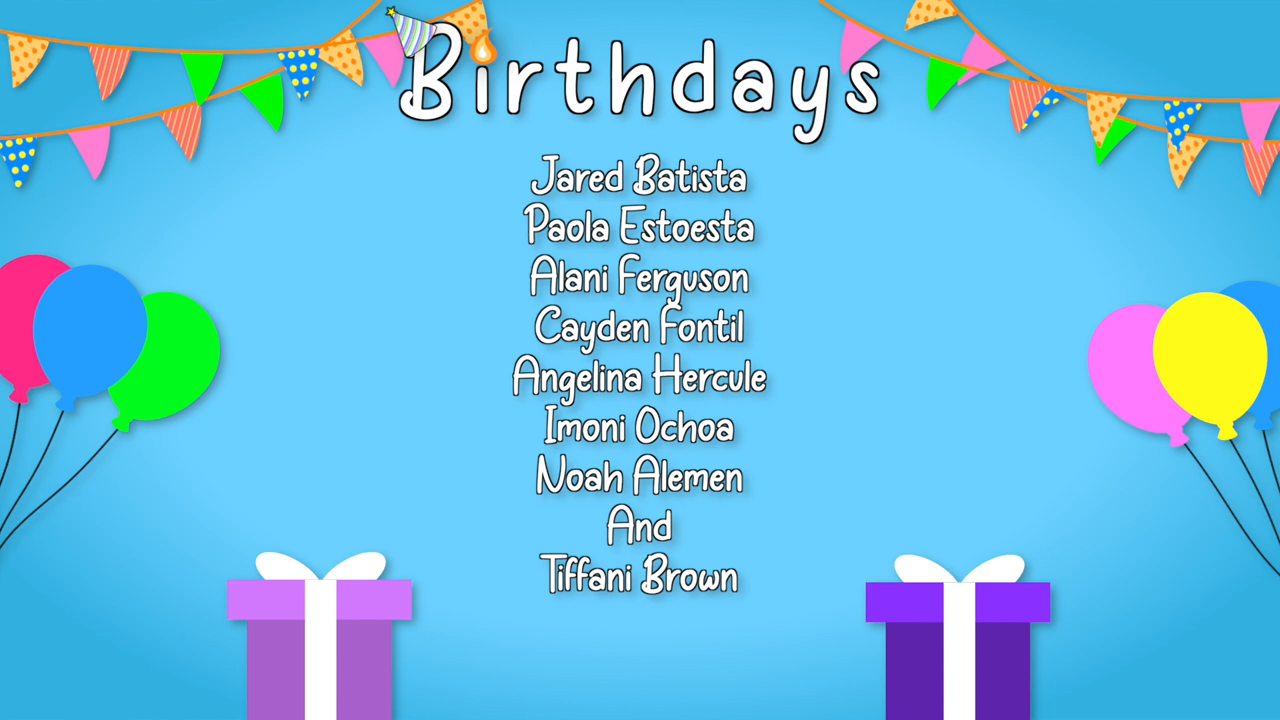 Birthdays
Jared Batista
Paola Estoesta
Alani Ferguson
Cayden Fontil
Angelina Hercule
Imoni Ochoa
Noah Alemen
And
Tiffani Brown